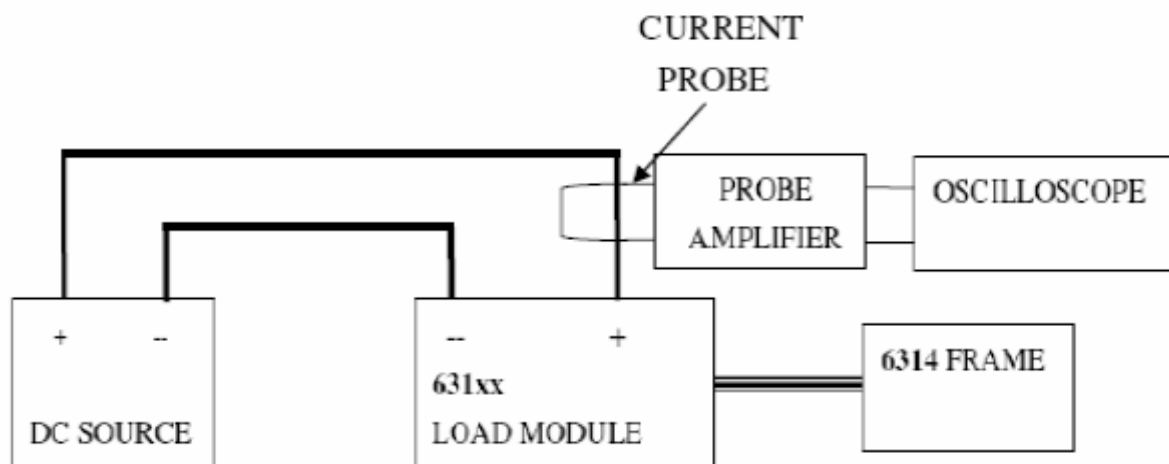 CURRENT
PROBE
PROBE
AMPLIFIER
OSCILLOSCOPE
+ --
DC SOURCE
-- +
631xx
LOAD MODULE
6314 FRAME